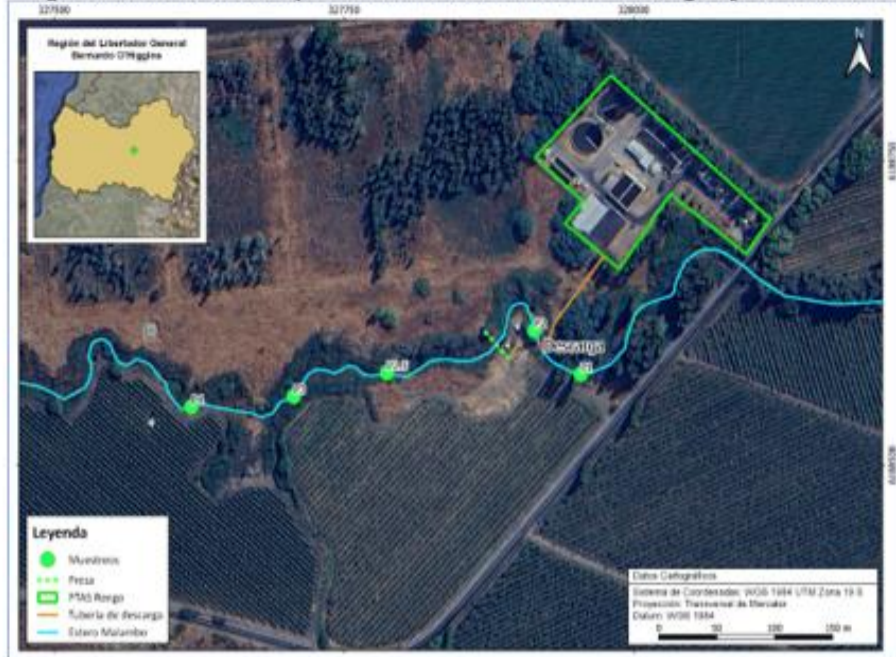 327500
327750
328000
Región del Libertador General
Bernardo O'Higgins
N
Descarga
Leyenda
Muestreos
Presa
PTAS Rengo
Tubería de descarga
Estero Malambo
Datos Cartográficos
Sistema de Coordenadas: WGS 1984 UTM Zona 19 S
Proyección: Transversal de Mercator
Datum: WGS 1984
0 50 100 150 m